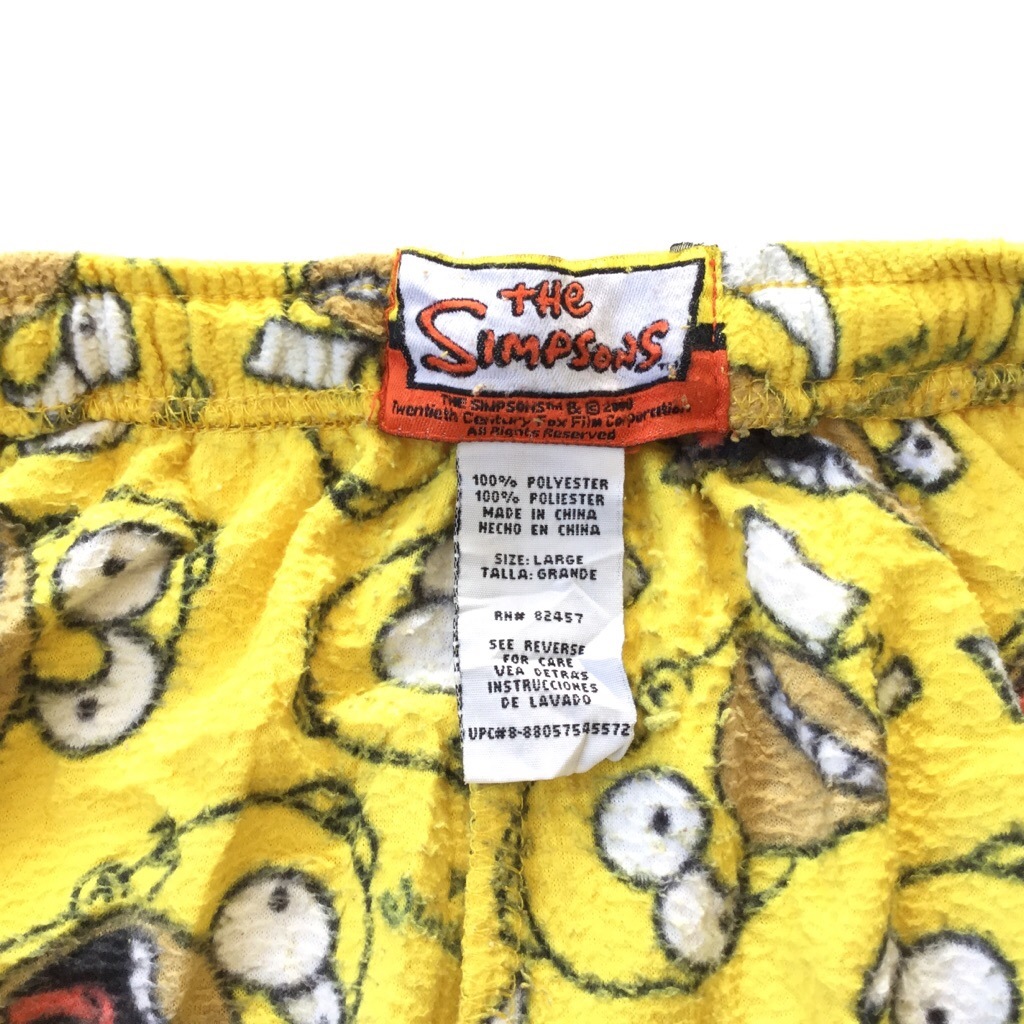 THE
SIMPSONS TM
THE SIMPSONS™ & ©
Twentieth Century Fox Film Corporation
All Rights Reserved
100% POLYESTER
100% POLIESTER
MADE IN CHINA
HECHO EN CHINA
SIZE: LARGE
TALLA: GRANDE
RN# 82457
SEE REVERSE
FOR CARE
VEA DETRAS
INSTRUCCIONES
DE LAVADO
UPC#8-88057545572